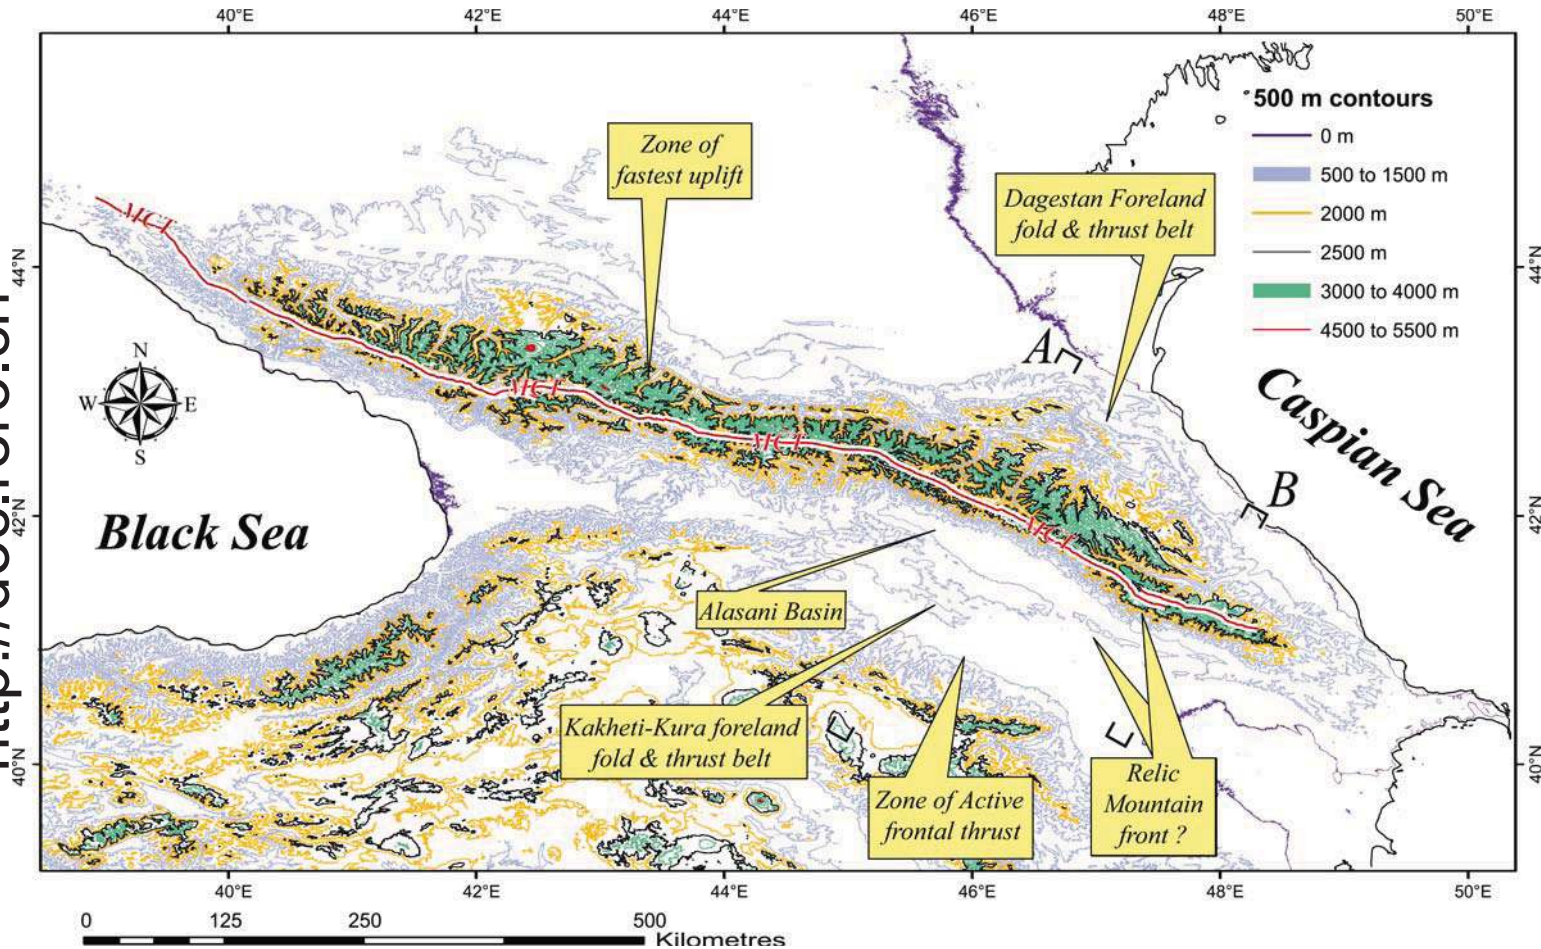 40°E 42°E 44°E 46°E 48°E 50°E
500 m contours
0 m
500 to 1500 m
2000 m
2500 m
3000 to 4000 m
4500 to 5500 m
Zone of
fastest uplift
Dagestan Foreland
fold & thrust belt
MCT
44°N
44°N
N
W E
S
A
MCT
MCT
Caspian Sea
B
42°N
42°N
Black Sea
MCT
Alasani Basin
Kakheti-Kura foreland
fold & thrust belt
Zone of Active
frontal thrust
Relic
Mountain
front ?
40°N
40°N
40°E 42°E 44°E 46°E 48°E 50°E
0 125 250 500
Kilometres